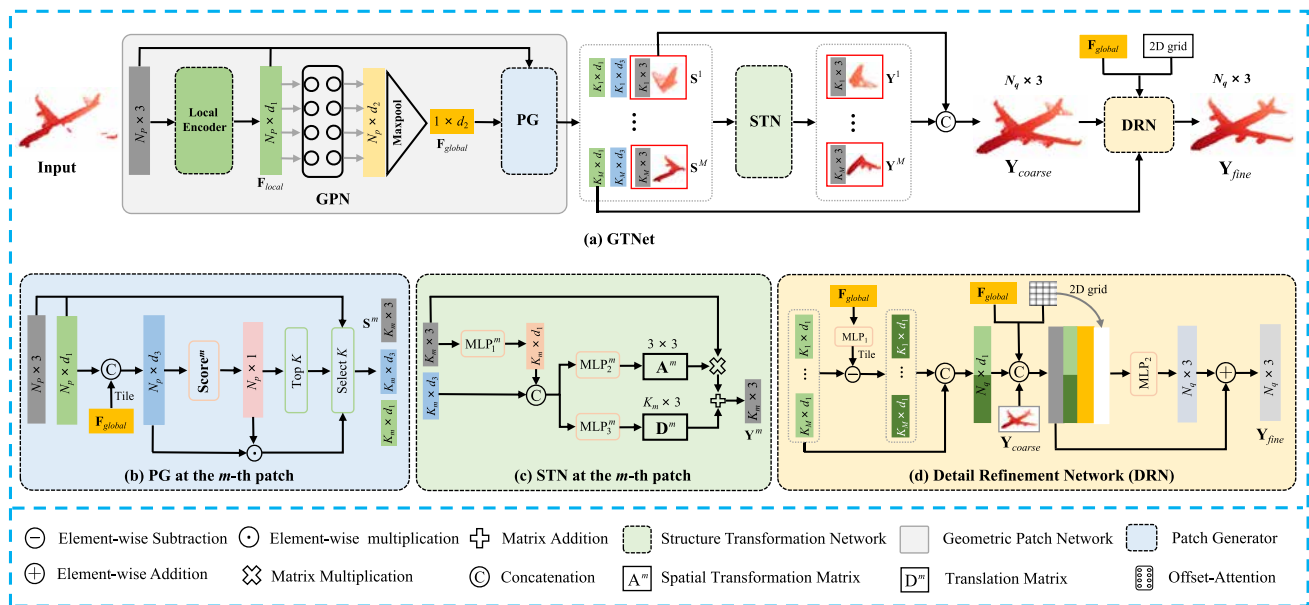 Input
N_P × 3
Local
Encoder
N_P × d_1
F_local
GPN
N_P × d_2
Maxpool
1 × d_2
F_global
PG
K_1 × d_1
K_1 × d_3
K_1 × 3
S^1
⋮
K_M × d_1
K_M × d_3
K_M × 3
S^M
STN
K_1 × 3
Y^1
⋮
K_M × 3
Y^M
C
N_q × 3
Y_coarse
F_global
2D grid
DRN
N_q × 3
Y_fine
(a) GTNet
N_P × 3
N_P × d_1
C
Tile
F_global
N_P × d_3
Score^m
N_P × 1
Top K
Select K
S^m
K_m × 3
K_m × d_3
K_m × d_1
(b) PG at the m-th patch
K_m × 3
K_m × d_3
MLP_1^m
K_m × d_1
C
MLP_2^m
3 × 3
A^m
MLP_3^m
K_m × 3
D^m
K_m × 3
Y^m
(c) STN at the m-th patch
K_1 × d_1
⋮
K_M × d_1
F_global
MLP_1
Tile
K_1 × d_1
⋮
K_M × d_1
C
N_q × d_1
F_global
2D grid
C
Y_coarse
MLP_2
N_q × 3
N_q × 3
Y_fine
(d) Detail Refinement Network (DRN)
Element-wise Subtraction
Element-wise multiplication
Matrix Addition
Structure Transformation Network
Geometric Patch Network
Patch Generator
Element-wise Addition
Matrix Multiplication
C Concatenation
A^m Spatial Transformation Matrix
D^m Translation Matrix
Offset-Attention